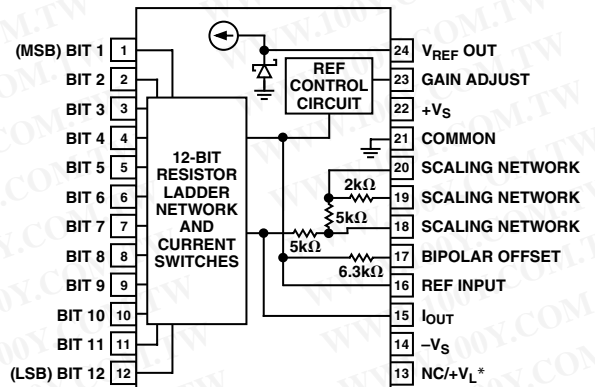 (MSB) BIT 1 1
BIT 2 2
BIT 3 3
BIT 4 4
BIT 5 5
BIT 6 6
BIT 7 7
BIT 8 8
BIT 9 9
BIT 10 10
BIT 11 11
(LSB) BIT 12 12
12-BIT
RESISTOR
LADDER
NETWORK
AND
CURRENT
SWITCHES
REF
CONTROL
CIRCUIT
2kΩ
5kΩ
5kΩ
6.3kΩ
24 VREF OUT
23 GAIN ADJUST
22 +VS
21 COMMON
20 SCALING NETWORK
19 SCALING NETWORK
18 SCALING NETWORK
17 BIPOLAR OFFSET
16 REF INPUT
15 IOUT
14 –VS
13 NC/+VL*
WWW.100Y.COM.TW